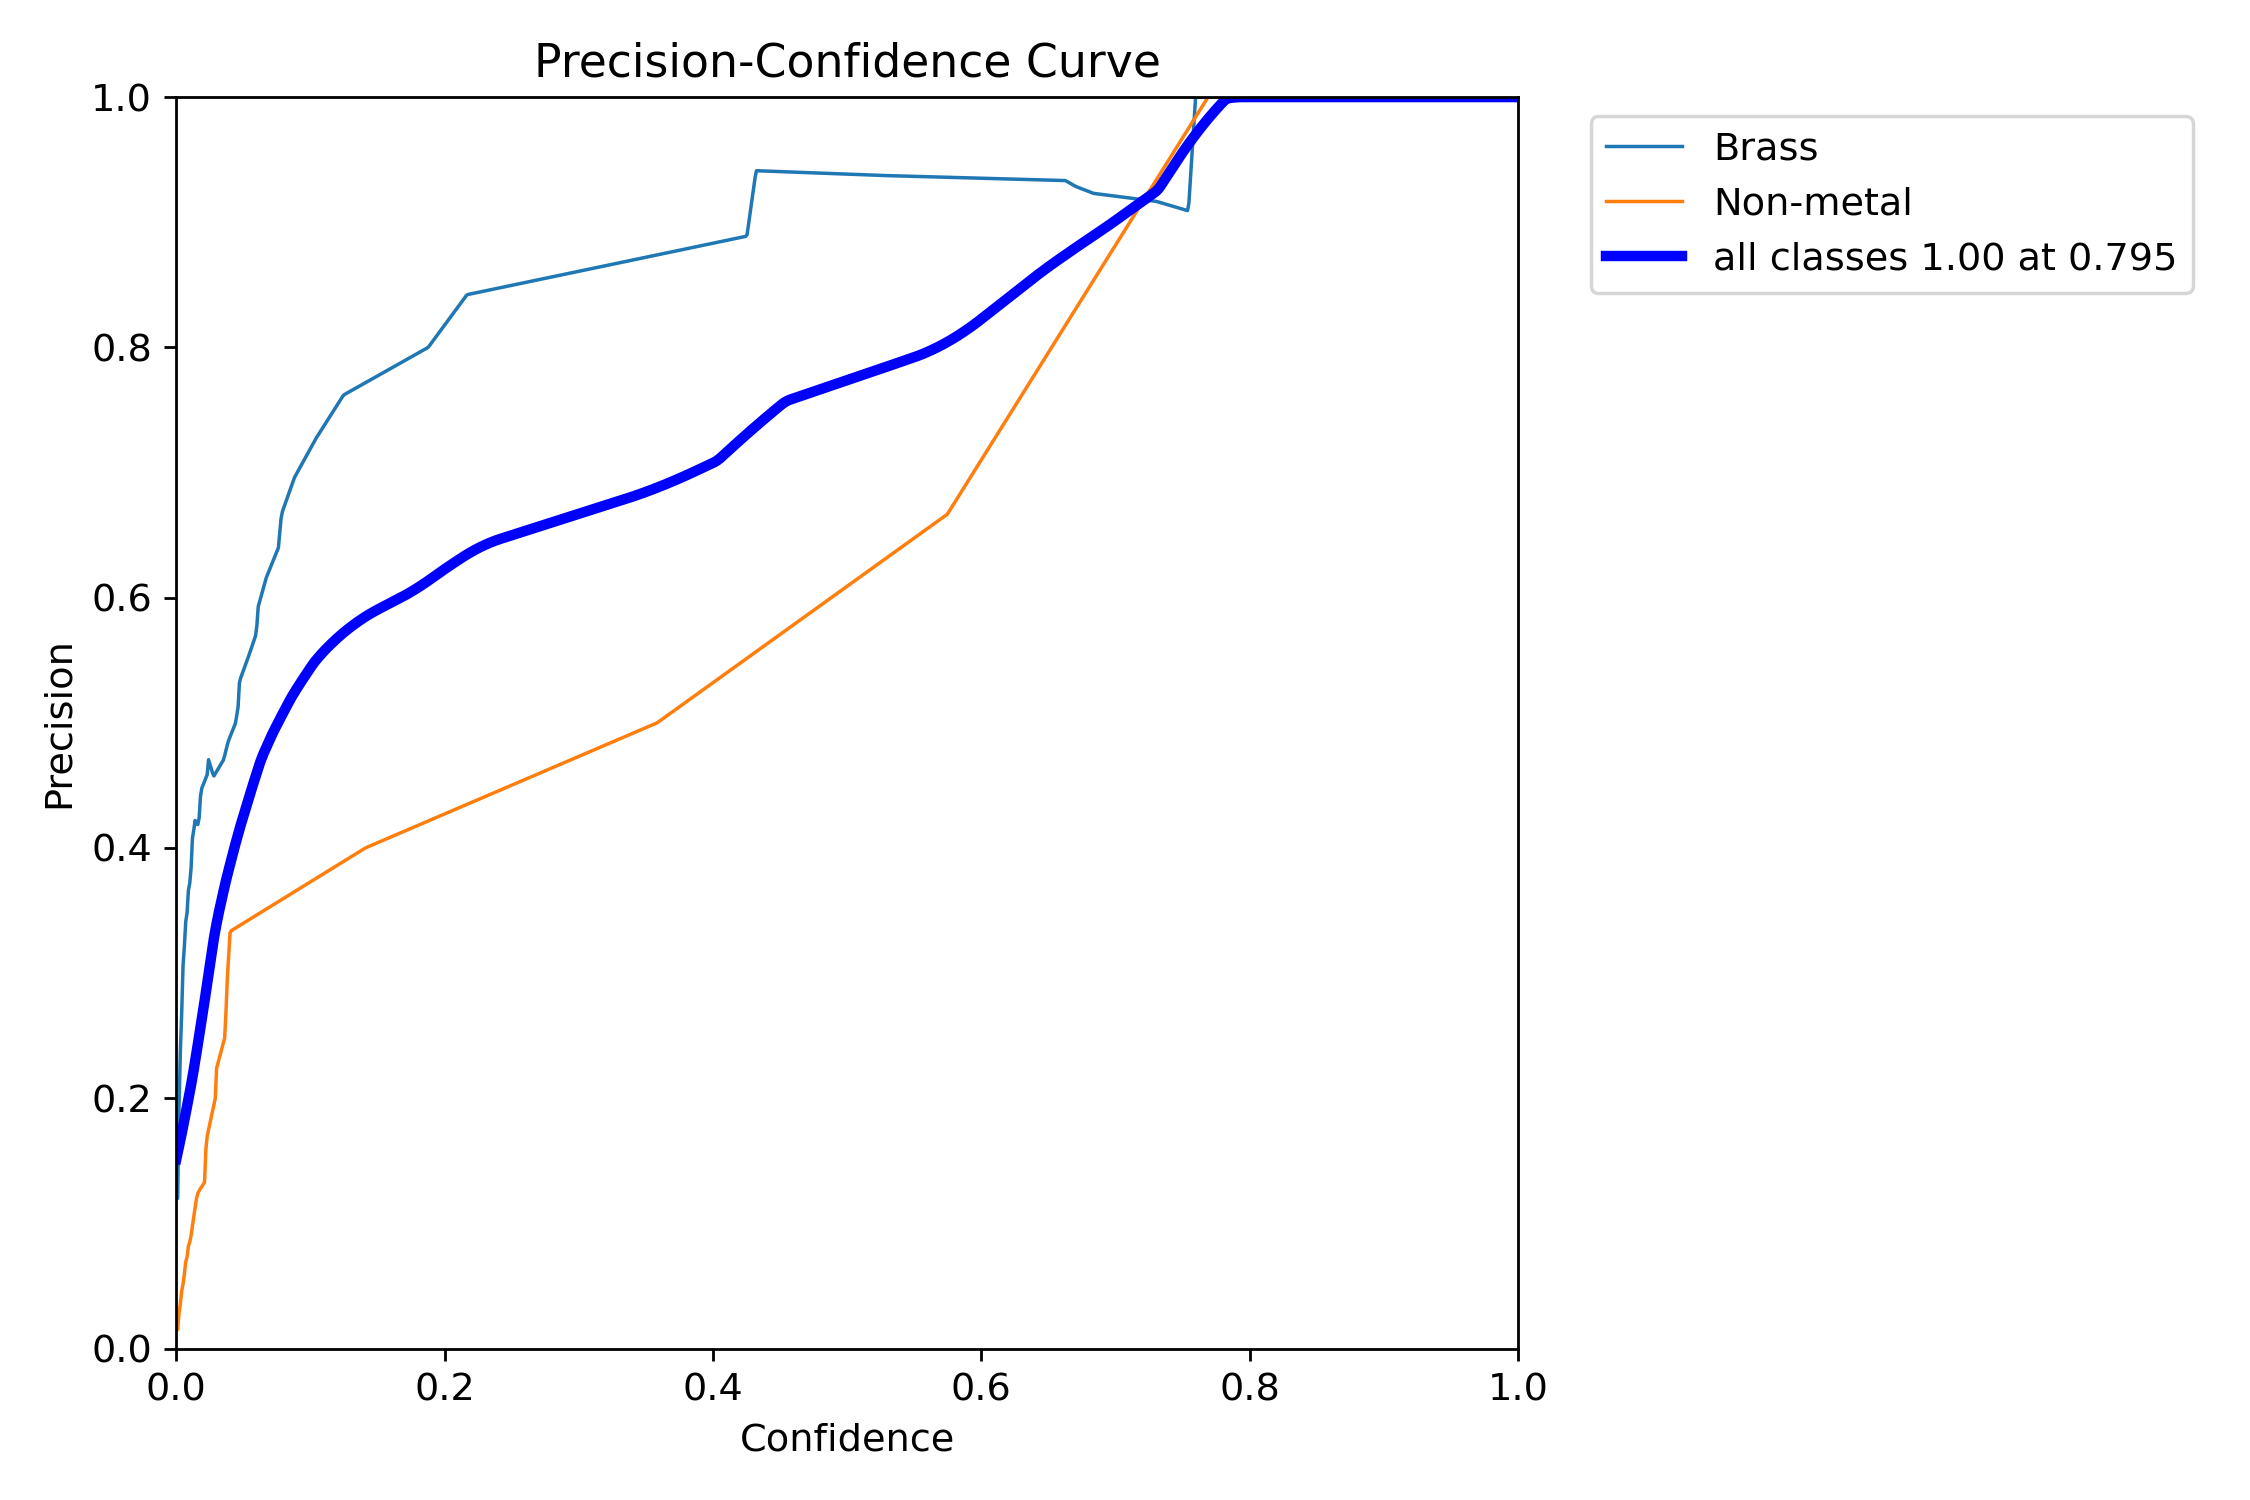 Precision-Confidence Curve
1.0
0.8
0.6
0.4
0.2
0.0
Precision
0.0 0.2 0.4 0.6 0.8 1.0
Confidence
Brass
Non-metal
all classes 1.00 at 0.795